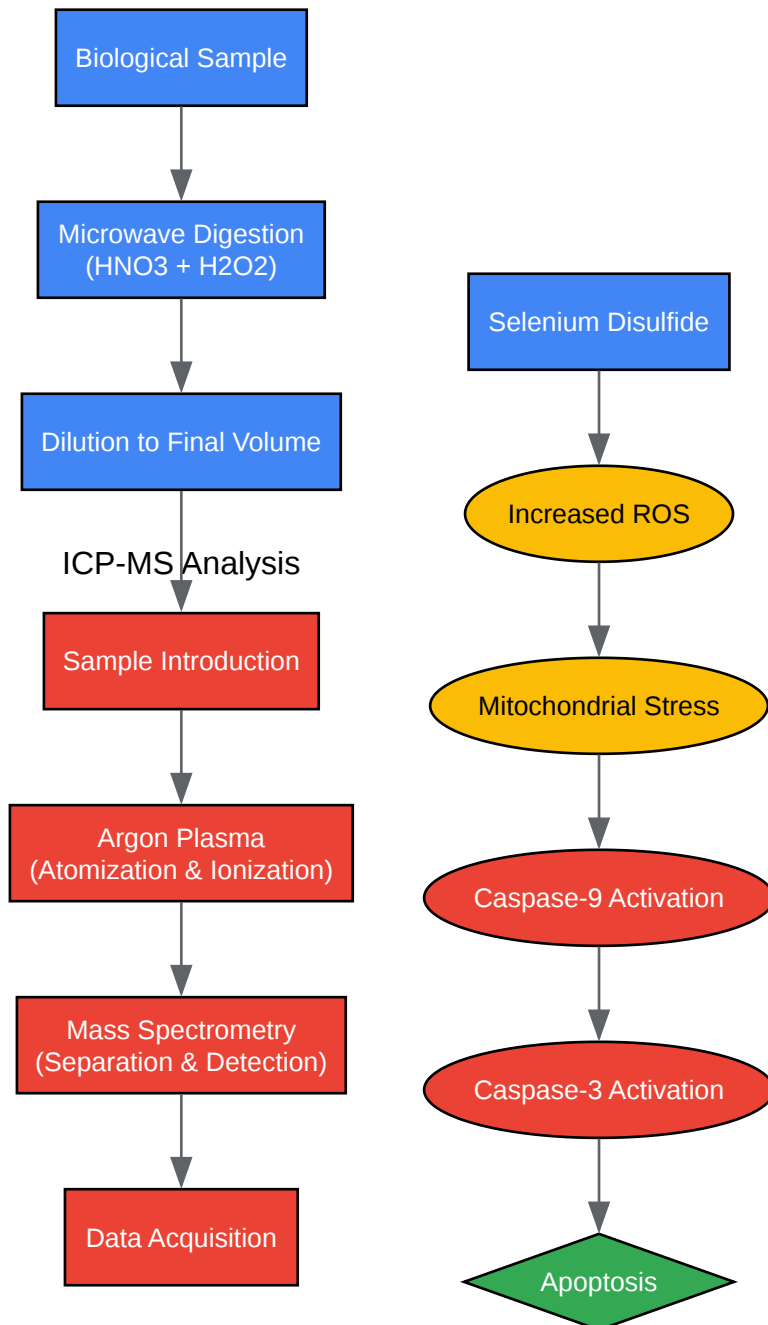 Biological Sample
Microwave Digestion
(HNO3 + H2O2)
Dilution to Final Volume
ICP-MS Analysis
Sample Introduction
Argon Plasma
(Atomization & Ionization)
Mass Spectrometry
(Separation & Detection)
Data Acquisition
Selenium Disulfide
Increased ROS
Mitochondrial Stress
Caspase-9 Activation
Caspase-3 Activation
Apoptosis